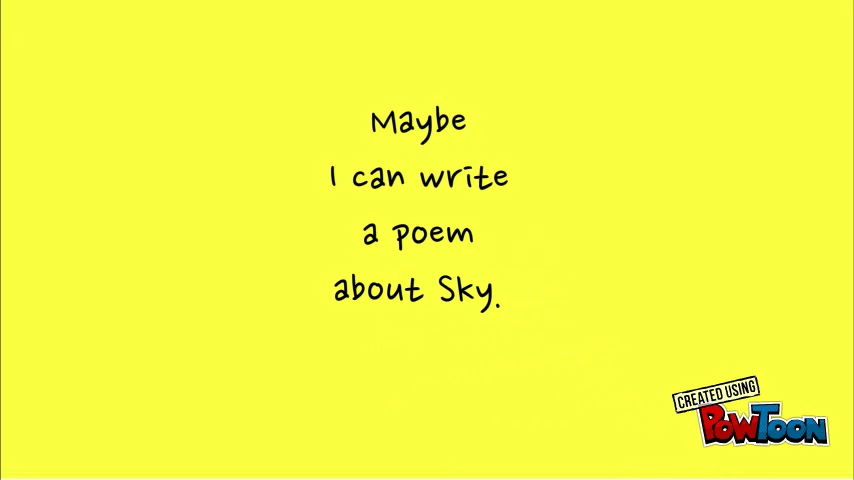 Maybe
I can write
a poem
about Sky.
CREATED USING
POWTOON